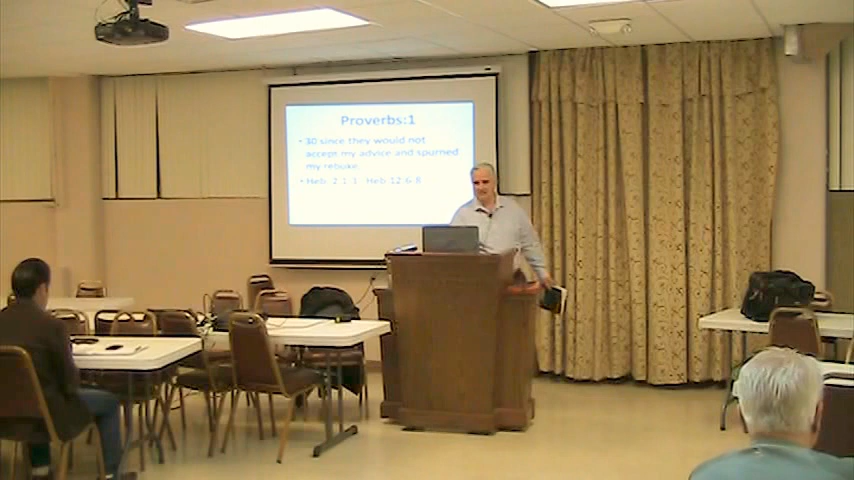 Proverbs:1
• 30 since they would not
accept my advice and spurned
my rebuke.
• Heb. 2:1-3 Heb 12:6-8